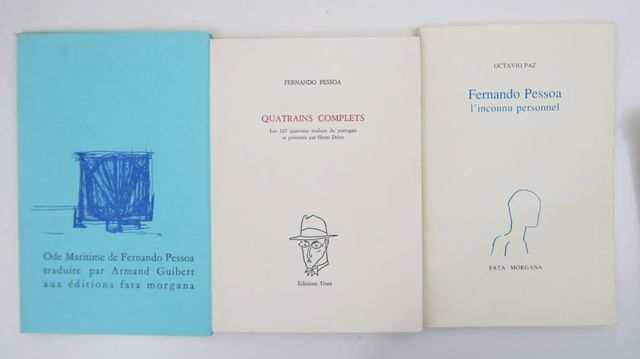 Ode Maritime de Fernando Pessoa
traduite par Armand Guibert
aux éditions fata morgana
FERNANDO PESSOA
QUATRAINS COMPLETS
Les 325 quatrains traduits du portugais
et présentés par Henri Deluy
Editions Unes
OCTAVIO PAZ
Fernando Pessoa
l'inconnu personnel
FATA MORGANA